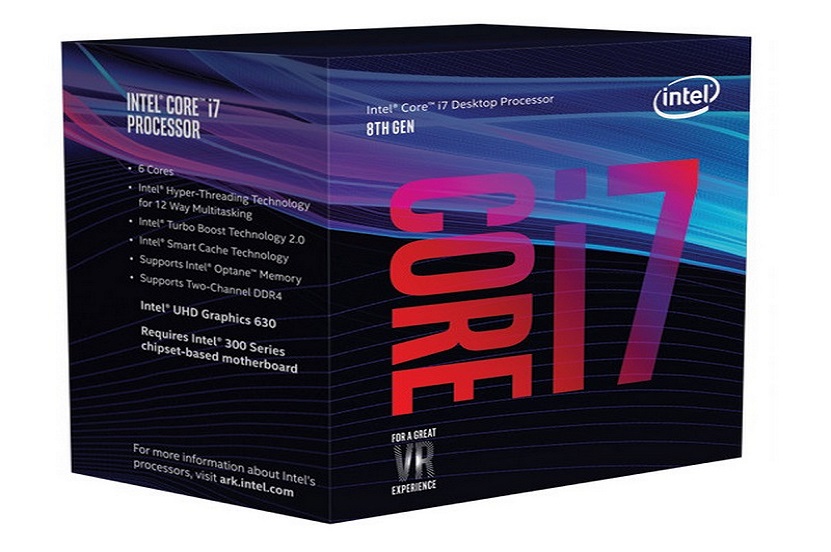 INTEL® CORE™ i7
PROCESSOR
• 6 Cores
• Intel® Hyper-Threading Technology
for 12 Way Multitasking
• Intel® Turbo Boost Technology 2.0
• Intel® Smart Cache Technology
• Supports Intel® Optane™ Memory
• Supports Two-Channel DDR4
Intel® UHD Graphics 630
Requires Intel® 300 Series
chipset-based motherboard
For more information about Intel's
processors, visit ark.intel.com
Intel® Core™ i7 Desktop Processor
8TH GEN
intel®
CORE i7
FOR A GREAT
VR
EXPERIENCE